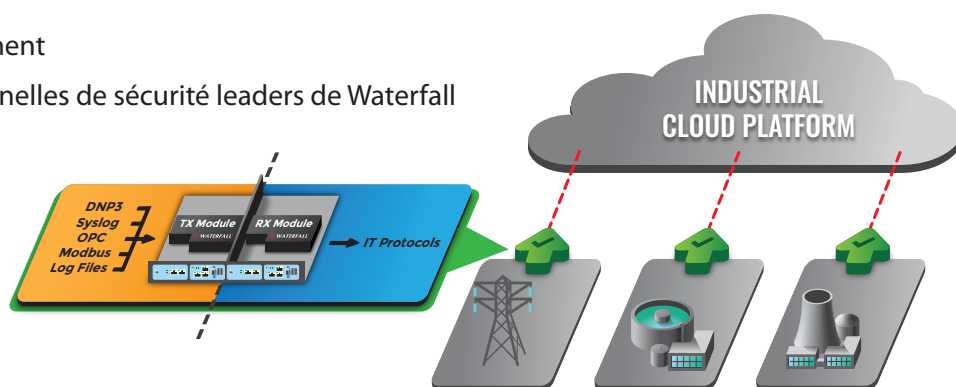 nelles de sécurité leaders de Waterfall
INDUSTRIAL
CLOUD PLATFORM
DNP3
Syslog
OPC
Modbus
Log Files
TX Module
WATERFALL
RX Module
WATERFALL
IT Protocols